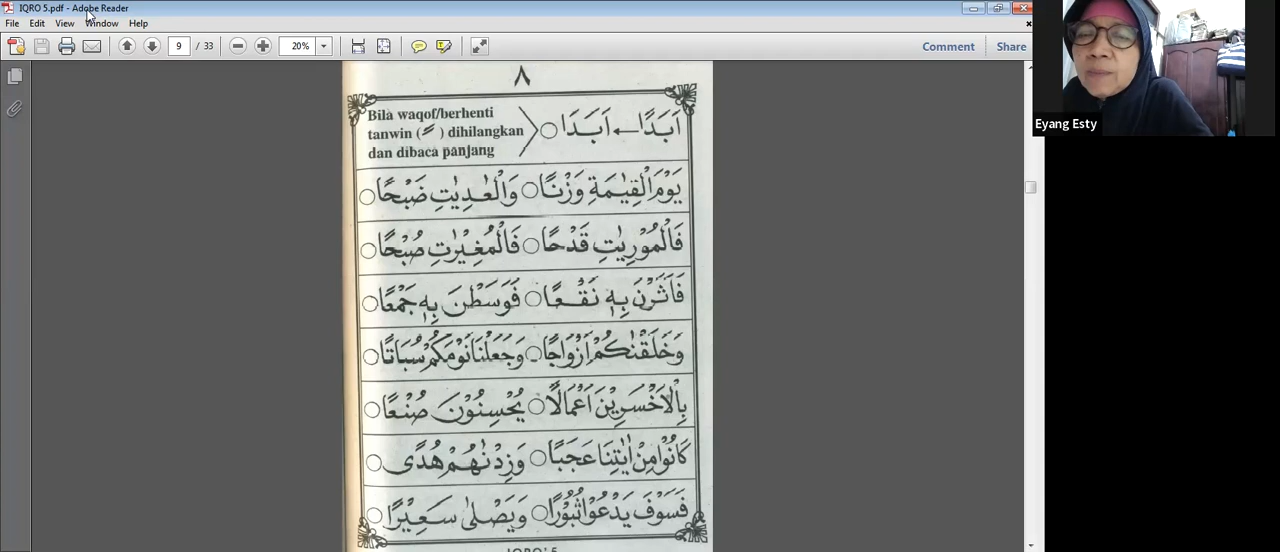 IQRO 5.pdf - Adobe Reader
File Edit View Window Help
9 / 33 20% Comment Share
Eyang Esty
٨
Bila waqof/berhenti
tanwin (ـً) dihilangkan
dan dibaca panjang
اَبَدًا ← اَبَدَا ○
يَوْمَ الْقِيٰمَةِ وَزْنًا ○ وَالْعٰدِيٰتِ ضَبْحًا ○
فَالْمُوْرِيٰتِ قَدْحًا ○ فَالْمُغِيْرٰتِ صُبْحًا ○
فَاَثَرْنَ بِهٖ نَقْعًا ○ فَوَسَطْنَ بِهٖ جَمْعًا ○
وَخَلَقْنٰكُمْ اَزْوَاجًا ○ وَجَعَلْنَا نَوْمَكُمْ سُبَاتًا ○
بِالْاَخْسَرِيْنَ اَعْمَالًا ○ يُحْسِنُوْنَ صُنْعًا ○
كَانُوْا مِنْ اٰيٰتِنَا عَجَبًا ○ وَزِدْنٰهُمْ هُدًى ○
فَسَوْفَ يَدْعُوْا ثُبُوْرًا ○ وَيَصْلٰى سَعِيْرًا ○